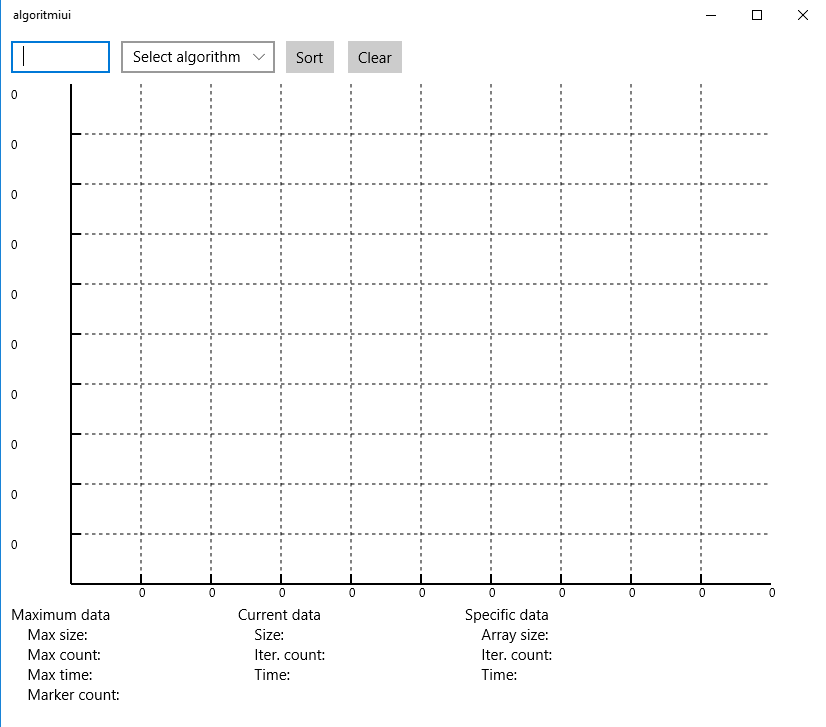 algoritmiui
Select algorithm Sort Clear
0
0
0
0
0
0
0
0
0
0
0 0 0 0 0 0 0 0 0 0
Maximum data Current data Specific data
Max size: Size: Array size:
Max count: Iter. count: Iter. count:
Max time: Time: Time:
Marker count: